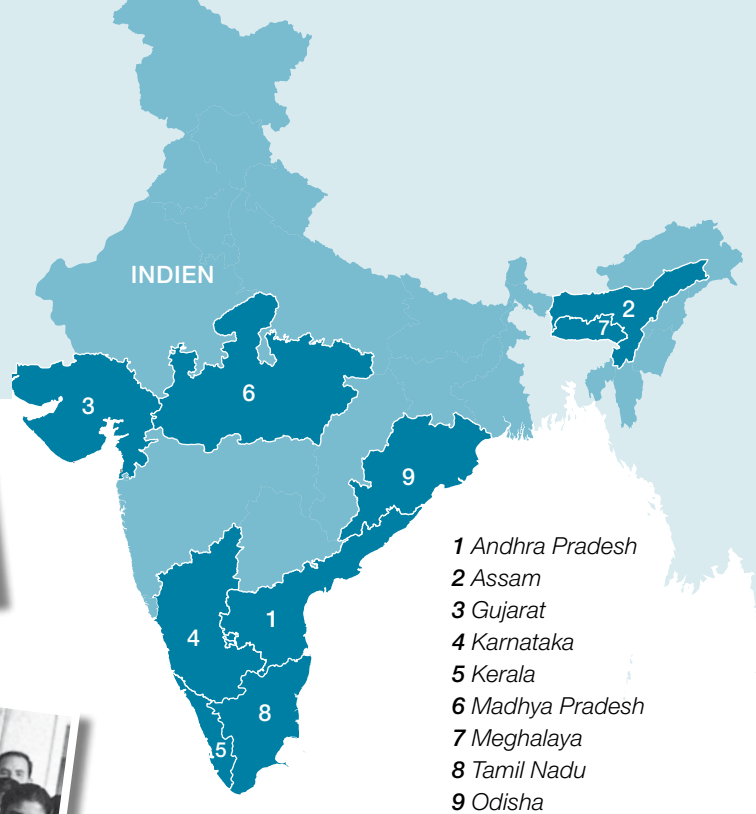 INDIEN
2
7
3
6
9
1
4
8
5
1 Andhra Pradesh
2 Assam
3 Gujarat
4 Karnataka
5 Kerala
6 Madhya Pradesh
7 Meghalaya
8 Tamil Nadu
9 Odisha